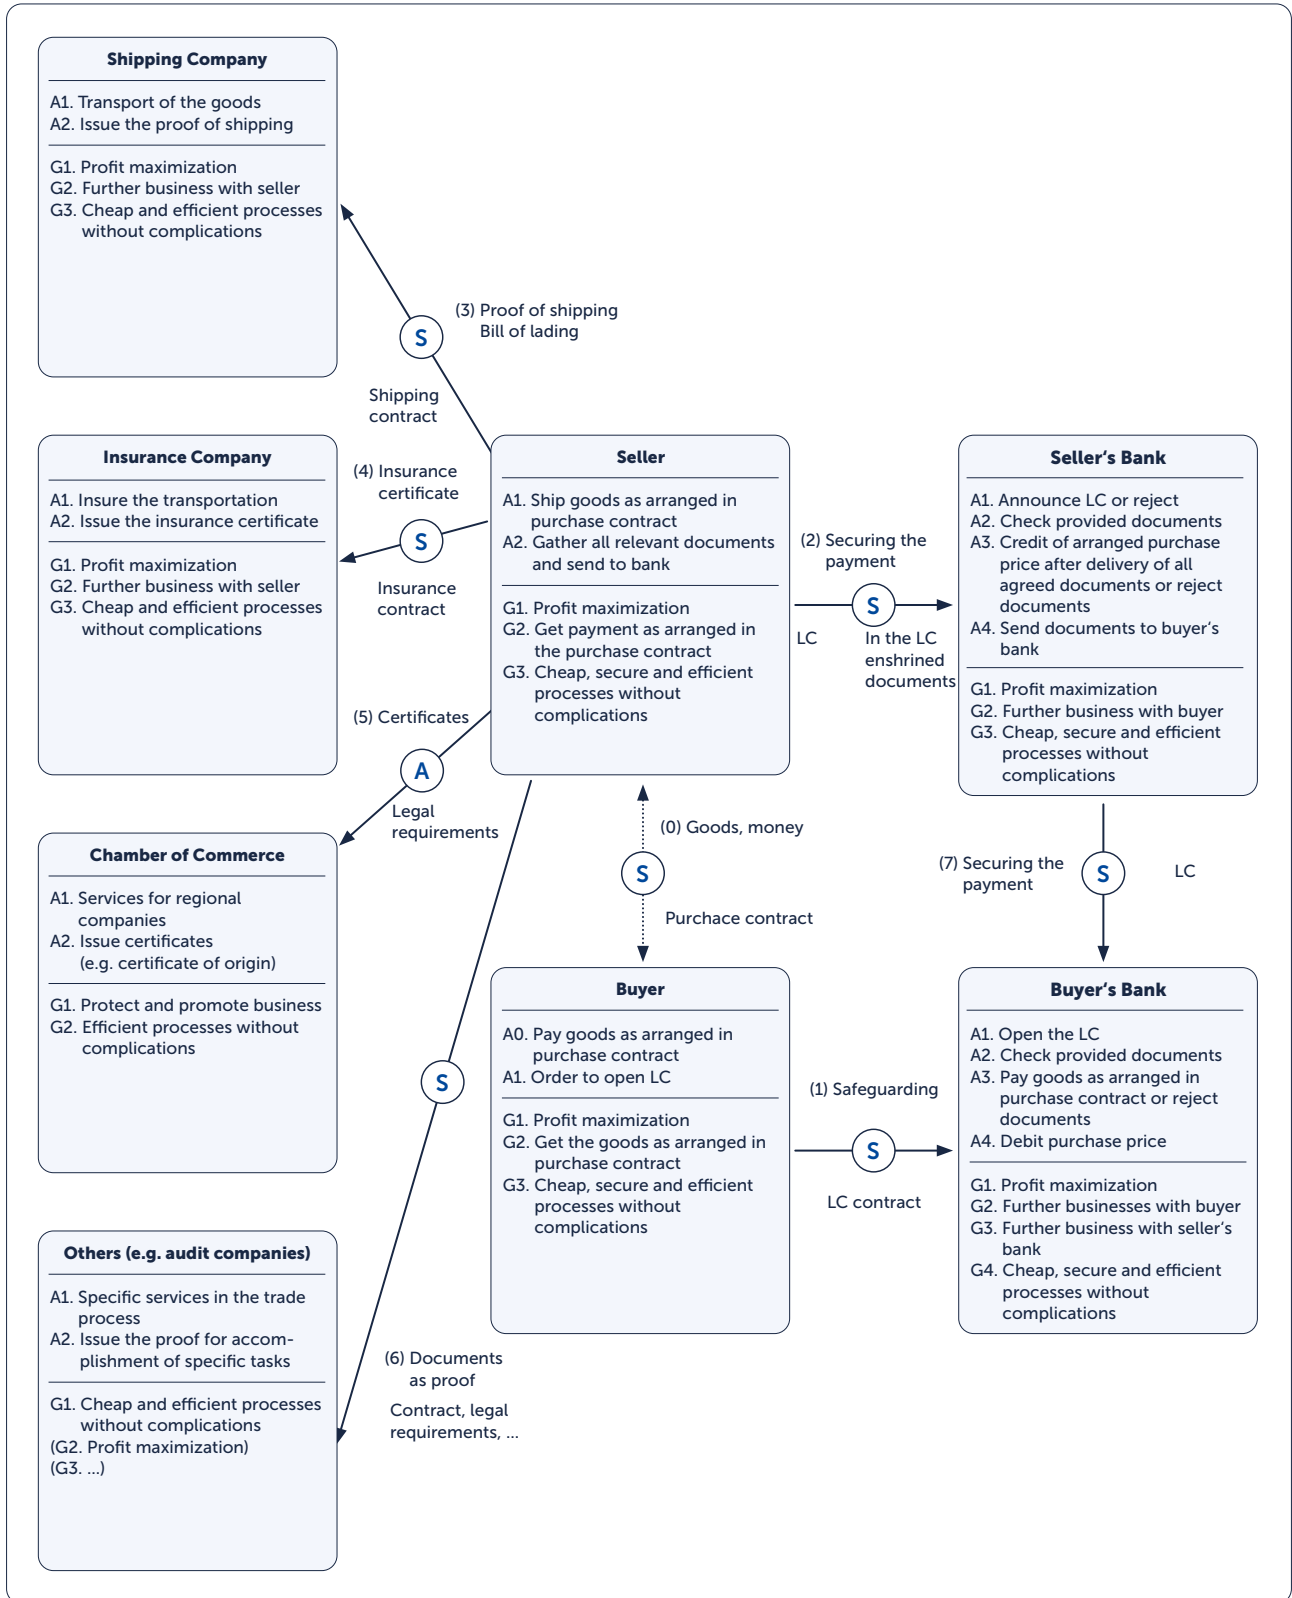 Shipping Company
A1. Transport of the goods
A2. Issue the proof of shipping
G1. Profit maximization
G2. Further business with seller
G3. Cheap and efficient processes
without complications
(3) Proof of shipping
Bill of lading
S
Shipping
contract
Insurance Company
A1. Insure the transportation
A2. Issue the insurance certificate
G1. Profit maximization
G2. Further business with seller
G3. Cheap and efficient processes
without complications
(4) Insurance
certificate
S
Insurance
contract
Seller
A1. Ship goods as arranged in
purchase contract
A2. Gather all relevant documents
and send to bank
G1. Profit maximization
G2. Get payment as arranged in
the purchase contract
G3. Cheap, secure and efficient
processes without
complications
(2) Securing the
payment
S
LC
In the LC
enshrined
documents
Seller‘s Bank
A1. Announce LC or reject
A2. Check provided documents
A3. Credit of arranged purchase
price after delivery of all
agreed documents or reject
documents
A4. Send documents to buyer‘s
bank
G1. Profit maximization
G2. Further business with buyer
G3. Cheap, secure and efficient
processes without
complications
(5) Certificates
A
Legal
requirements
Chamber of Commerce
A1. Services for regional
companies
A2. Issue certificates
(e.g. certificate of origin)
G1. Protect and promote business
G2. Efficient processes without
complications
(0) Goods, money
S
Purchace contract
(7) Securing the
payment
S
LC
Buyer
A0. Pay goods as arranged in
purchase contract
A1. Order to open LC
G1. Profit maximization
G2. Get the goods as arranged in
purchase contract
G3. Cheap, secure and efficient
processes without
complications
(1) Safeguarding
S
LC contract
Buyer‘s Bank
A1. Open the LC
A2. Check provided documents
A3. Pay goods as arranged in
purchase contract or reject
documents
A4. Debit purchase price
G1. Profit maximization
G2. Further businesses with buyer
G3. Further business with seller‘s
bank
G4. Cheap, secure and efficient
processes without
complications
S
Others (e.g. audit companies)
A1. Specific services in the trade
process
A2. Issue the proof for accom-
plishment of specific tasks
G1. Cheap and efficient processes
without complications
(G2. Profit maximization)
(G3. ...)
(6) Documents
as proof
Contract, legal
requirements, ...